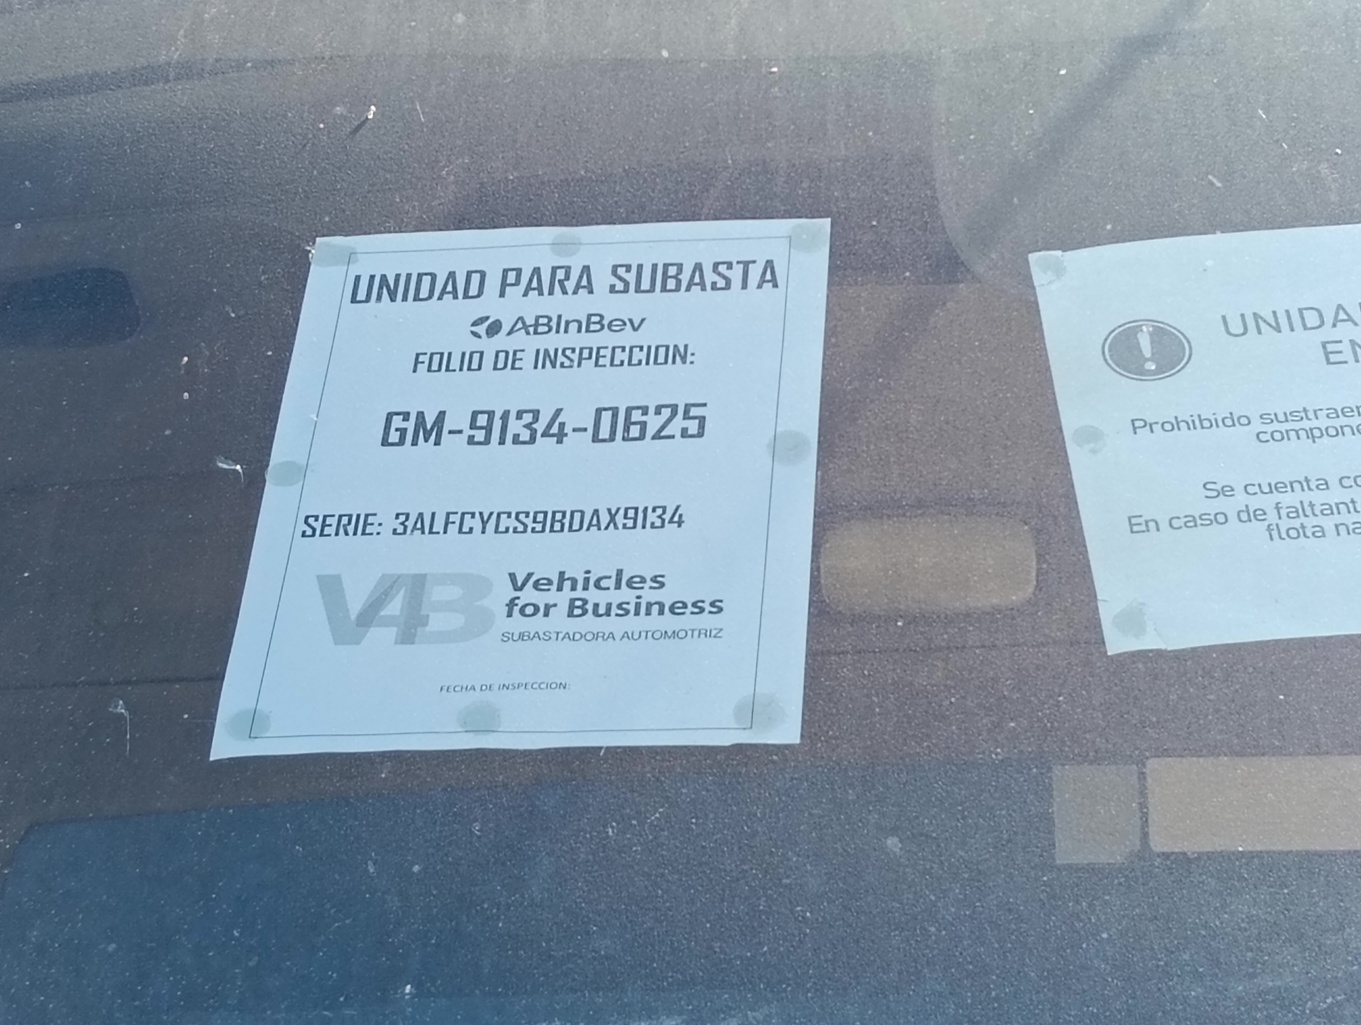 UNIDAD PARA SUBASTA
ABInBev
FOLIO DE INSPECCION:
GM-9134-0625
SERIE: 3ALFCYCS9BDAX9134
V4B
Vehicles
for Business
SUBASTADORA AUTOMOTRIZ
FECHA DE INSPECCION:
!
UNIDA
EN
Prohibido sustraer
compone
Se cuenta co
En caso de faltant
flota na